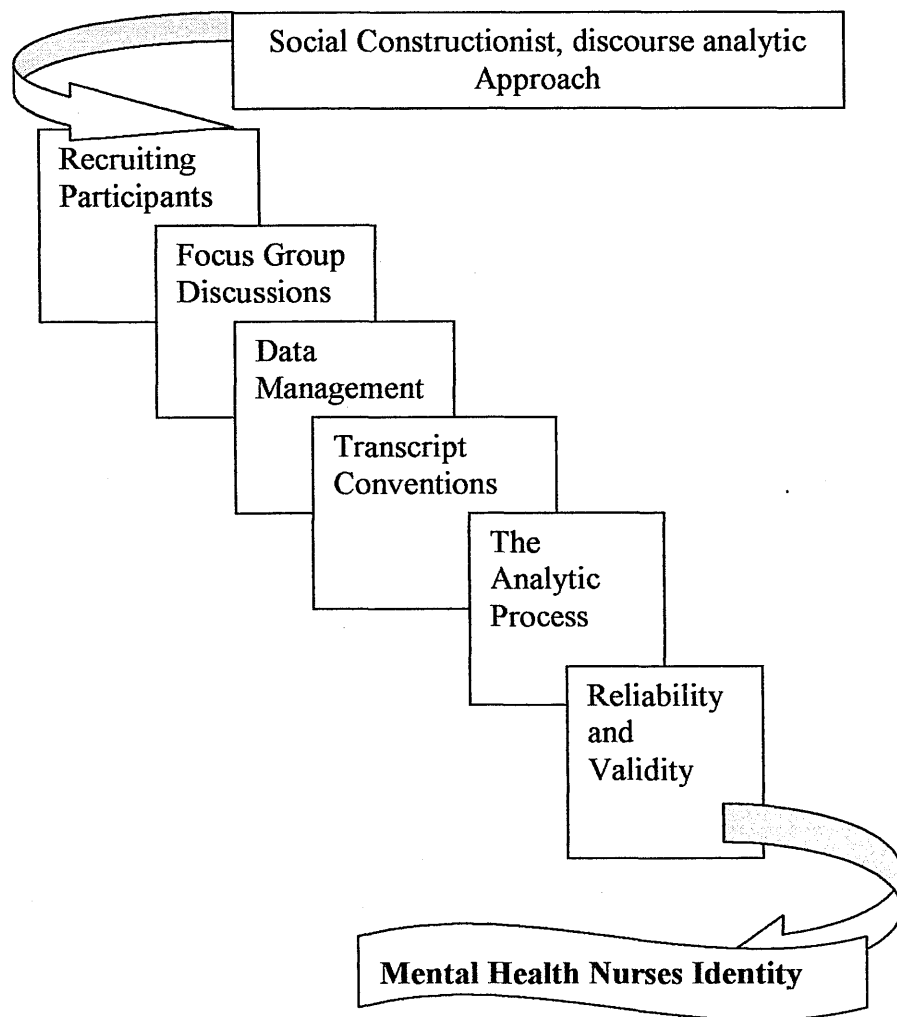 Social Constructionist, discourse analytic
Approach
Recruiting
Participants
Focus Group
Discussions
Data
Management
Transcript
Conventions
The
Analytic
Process
Reliability
and
Validity
Mental Health Nurses Identity